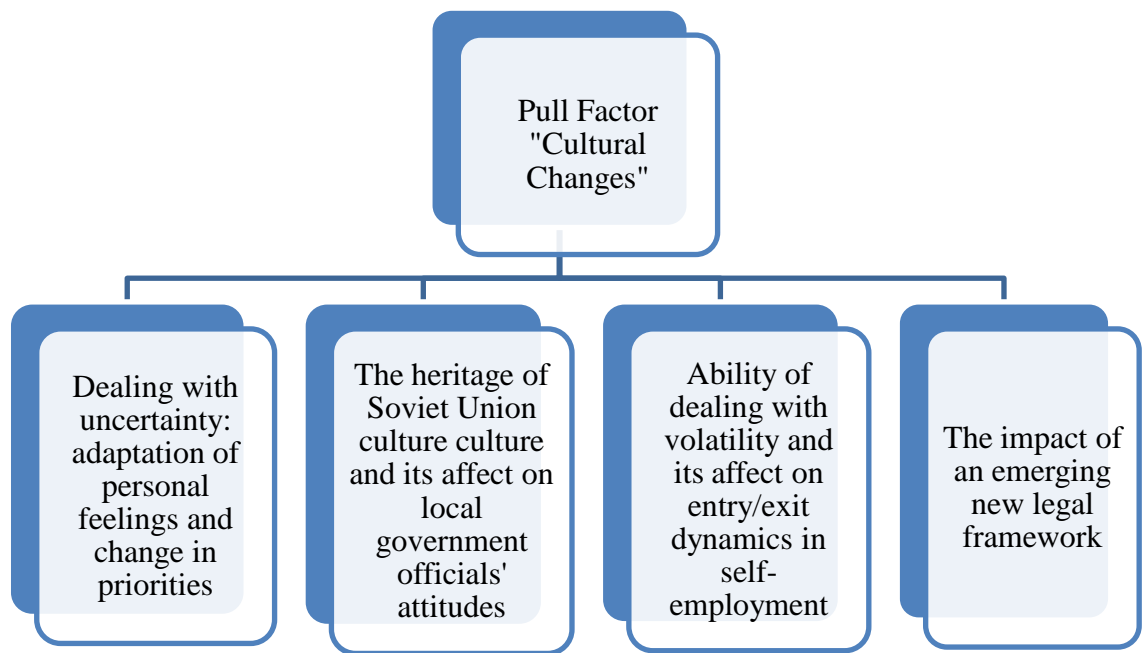 Pull Factor
"Cultural
Changes"
Dealing with
uncertainty:
adaptation of
personal
feelings and
change in
priorities
The heritage of
Soviet Union
culture culture
and its affect on
local
government
officials'
attitudes
Ability of
dealing with
volatility and
its affect on
entry/exit
dynamics in
self-
employment
The impact of
an emerging
new legal
framework